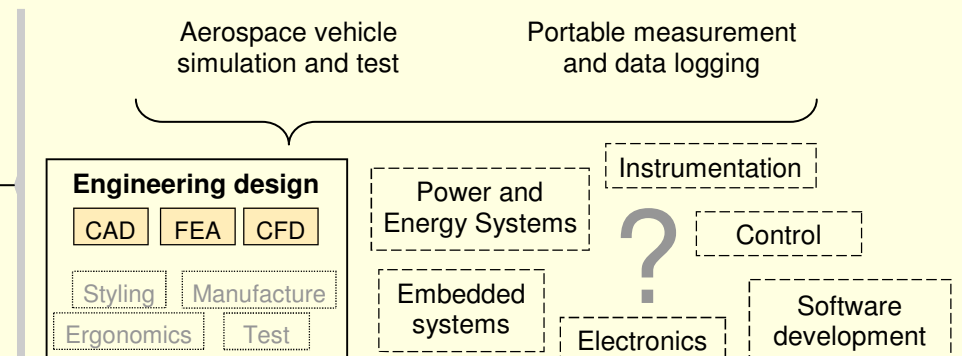 Aerospace vehicle
simulation and test
Portable measurement
and data logging
Engineering design
CAD FEA CFD
Styling Manufacture
Ergonomics Test
Power and
Energy Systems
Instrumentation
?
Control
Embedded
systems
Electronics
Software
development